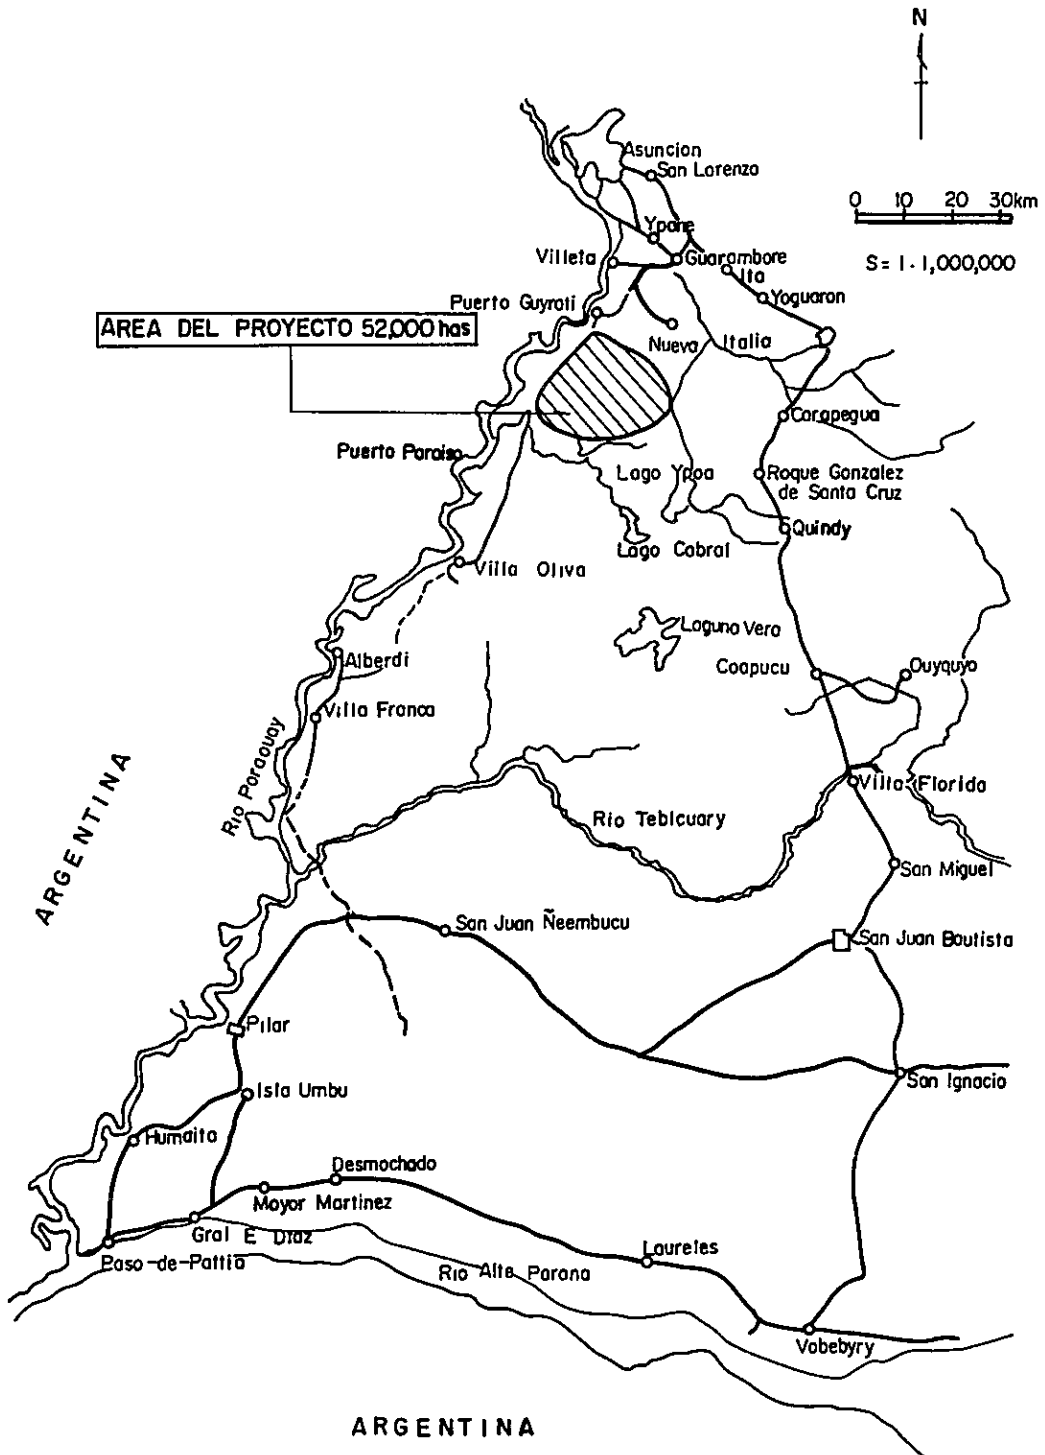 N
Asuncion
San Lorenzo
0 10 20 30km
Ypane
Villeta
Guarambore
Ita
S= 1.1,000,000
Yoguaron
Puerto Guyrati
AREA DEL PROYECTO 52,000 has
Nueva Italia
Carapegua
Puerto Paraiso
Lago Ypoa
Roque Gonzalez
de Santa Cruz
Quindy
Lago Cabral
Villa Oliva
Laguna Vera
Alberdi
Caapucu
Quyquyo
Villa Franca
Rio Paraguay
ARGENTINA
Villa Florida
Rio Tebicuary
San Miguel
San Juan Ñeembucu
San Juan Bautista
Pilar
San Ignacio
Isla Umbu
Humaita
Desmochado
Mayor Martinez
Gral E Diaz
Laureles
Paso-de-Pattia
Rio Alto Parana
Vabebyry
ARGENTINA